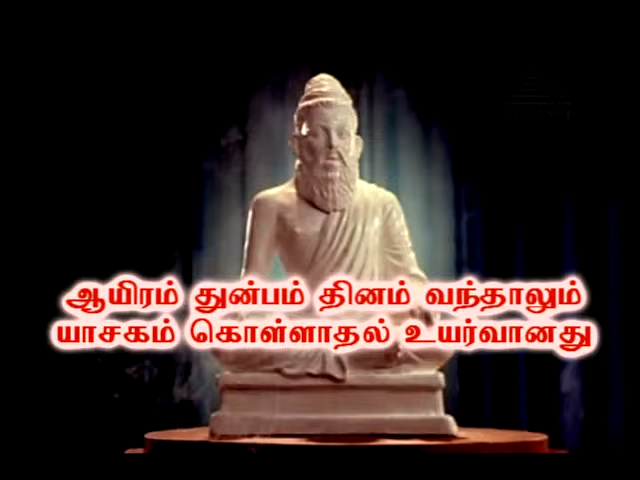 ஆயிரம் துன்பம் தினம் வந்தாலும்
யாசகம் கொள்ளாதல் உயர்வானது